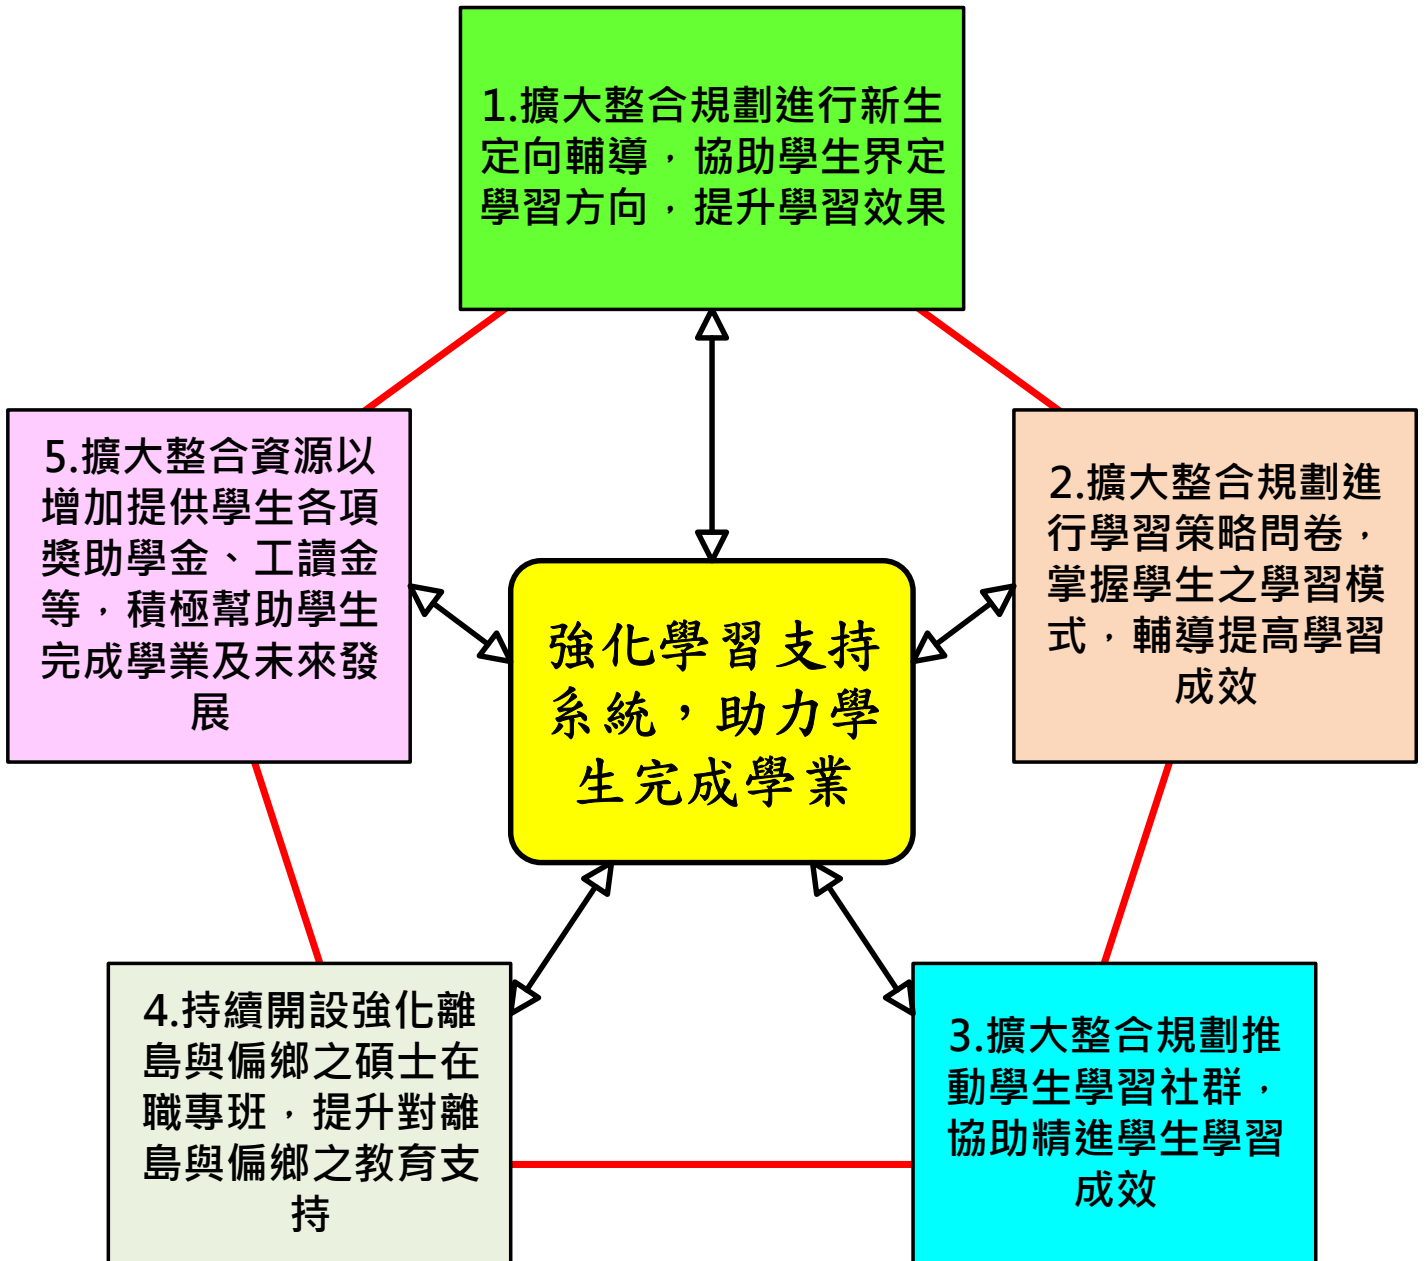 1.擴大整合規劃進行新生
定向輔導，協助學生界定
學習方向，提升學習效果
5.擴大整合資源以
增加提供學生各項
獎助學金、工讀金
等，積極幫助學生
完成學業及未來發
展
2.擴大整合規劃進
行學習策略問卷，
掌握學生之學習模
式，輔導提高學習
成效
強化學習支持
系統，助力學
生完成學業
4.持續開設強化離
島與偏鄉之碩士在
職專班，提升對離
島與偏鄉之教育支
持
3.擴大整合規劃推
動學生學習社群，
協助精進學生學習
成效